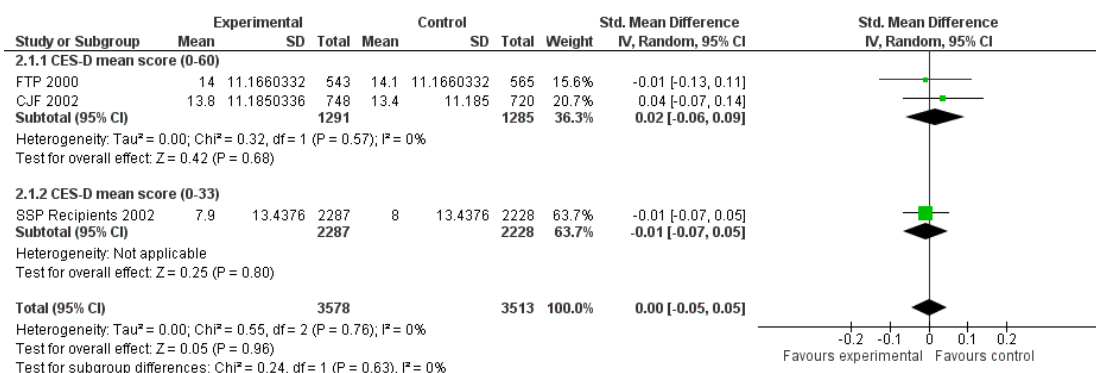 Experimental Control Std. Mean Difference Std. Mean Difference
Study or Subgroup Mean SD Total Mean SD Total Weight IV, Random, 95% CI IV, Random, 95% CI
2.1.1 CES-D mean score (0-60)
FTP 2000 14 11.1660332 543 14.1 11.1660332 565 15.6% -0.01 [-0.13, 0.11]
CJF 2002 13.8 11.1850336 748 13.4 11.185 720 20.7% 0.04 [-0.07, 0.14]
Subtotal (95% CI) 1291 1285 36.3% 0.02 [-0.06, 0.09]
Heterogeneity: Tau² = 0.00; Chi² = 0.32, df = 1 (P = 0.57); I² = 0%
Test for overall effect: Z = 0.42 (P = 0.68)
2.1.2 CES-D mean score (0-33)
SSP Recipients 2002 7.9 13.4376 2287 8 13.4376 2228 63.7% -0.01 [-0.07, 0.05]
Subtotal (95% CI) 2287 2228 63.7% -0.01 [-0.07, 0.05]
Heterogeneity: Not applicable
Test for overall effect: Z = 0.25 (P = 0.80)
Total (95% CI) 3578 3513 100.0% 0.00 [-0.05, 0.05]
Heterogeneity: Tau² = 0.00; Chi² = 0.55, df = 2 (P = 0.76); I² = 0%
-0.2 -0.1 0 0.1 0.2
Test for overall effect: Z = 0.05 (P = 0.96)
Favours experimental Favours control
Test for subgroup differences: Chi² = 0.24, df = 1 (P = 0.63), I² = 0%